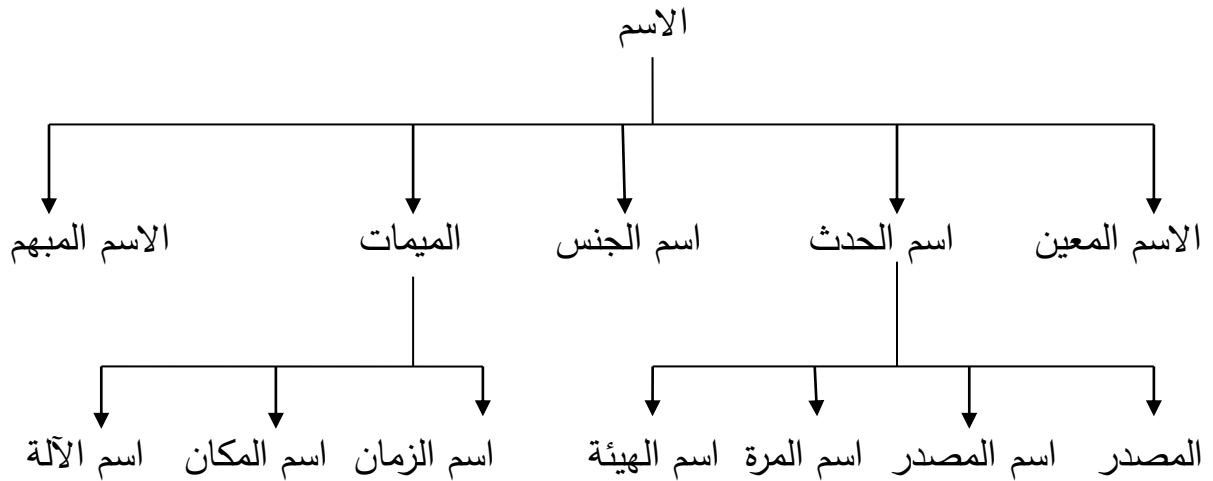 الاسم
الاسم المعين اسم الحدث اسم الجنس الميمات الاسم المبهم
المصدر اسم المصدر اسم المرة اسم الهيئة اسم الزمان اسم المكان اسم الآلة